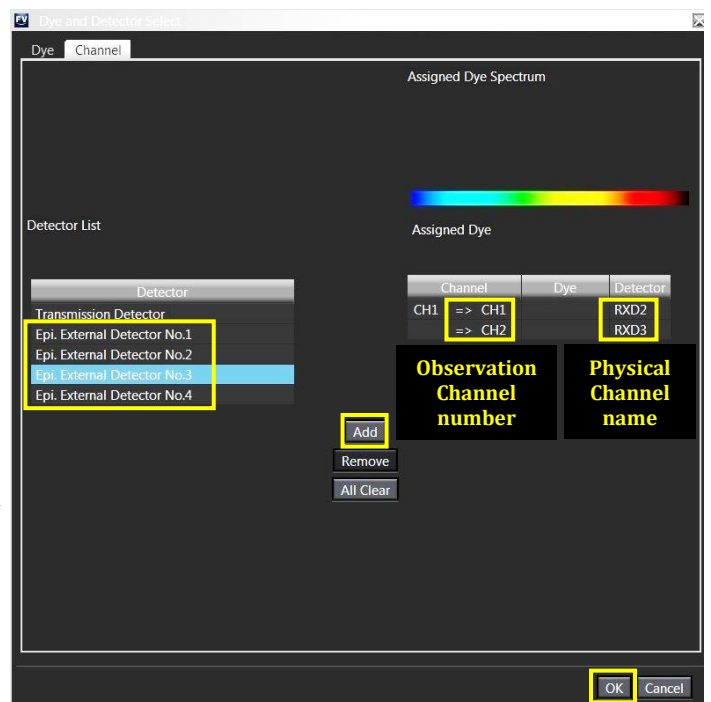 FV Dye and Detector Select
Dye Channel
Assigned Dye Spectrum
Detector List
Assigned Dye
Detector
Transmission Detector
Epi. External Detector No.1
Epi. External Detector No.2
Epi. External Detector No.3
Epi. External Detector No.4
Channel Dye Detector
CH1 => CH1 RXD2
=> CH2 RXD3
Observation
Channel
number
Physical
Channel
name
Add
Remove
All Clear
OK Cancel